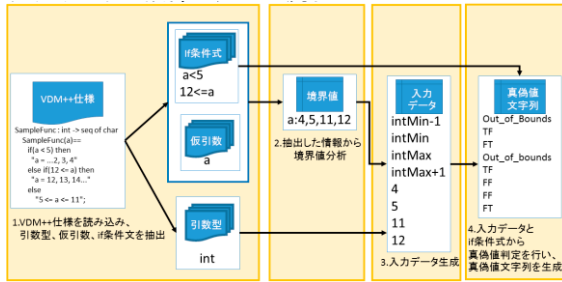 VDM++仕様
SampleFunc : int -> seq of char
SampleFunc(a)==
if(a < 5) then
"a = ...2, 3, 4"
else if(12 <= a) then
"a = 12, 13, 14..."
else
"5 <= a <= 11";
1.VDM++仕様を読み込み、
引数型、仮引数、if条件文を抽出
if条件式
a<5
12<=a
仮引数
a
引数型
int
境界値
a:4,5,11,12
2.抽出した情報から
境界値分析
入力
データ
intMin-1
intMin
intMax
intMax+1
4
5
11
12
3.入力データ生成
真偽値
文字列
Out_of_Bounds
TF
FT
Out_of_bounds
TF
FF
FF
FT
4.入力データと
if条件式から
真偽値判定を行い、
真偽値文字列を生成